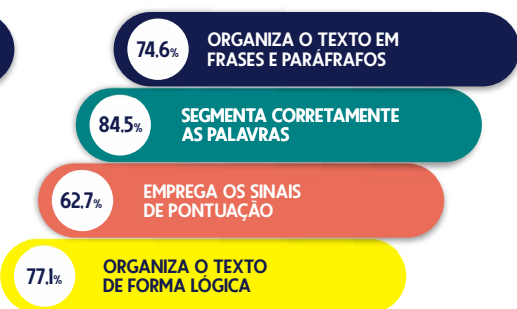 74.6%
ORGANIZA O TEXTO EM
FRASES E PARÁFRAFOS
84.5%
SEGMENTA CORRETAMENTE
AS PALAVRAS
62.7%
EMPREGA OS SINAIS
DE PONTUAÇÃO
77.1%
ORGANIZA O TEXTO
DE FORMA LÓGICA